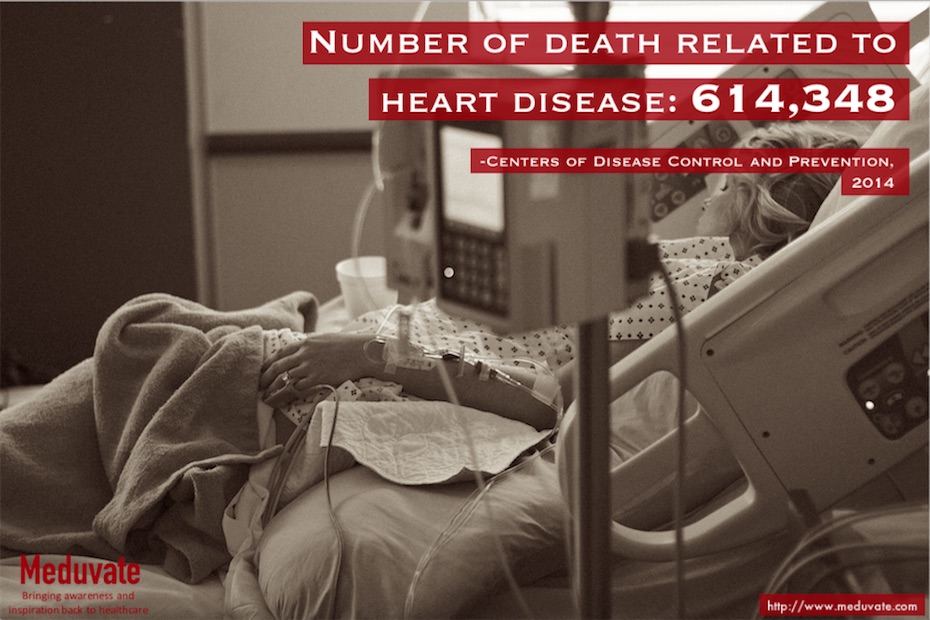 Number of death related to
heart disease: 614,348
-Centers of Disease Control and Prevention,
2014
Meduvate
Bringing awareness and
inspiration back to healthcare
http://www.meduvate.com